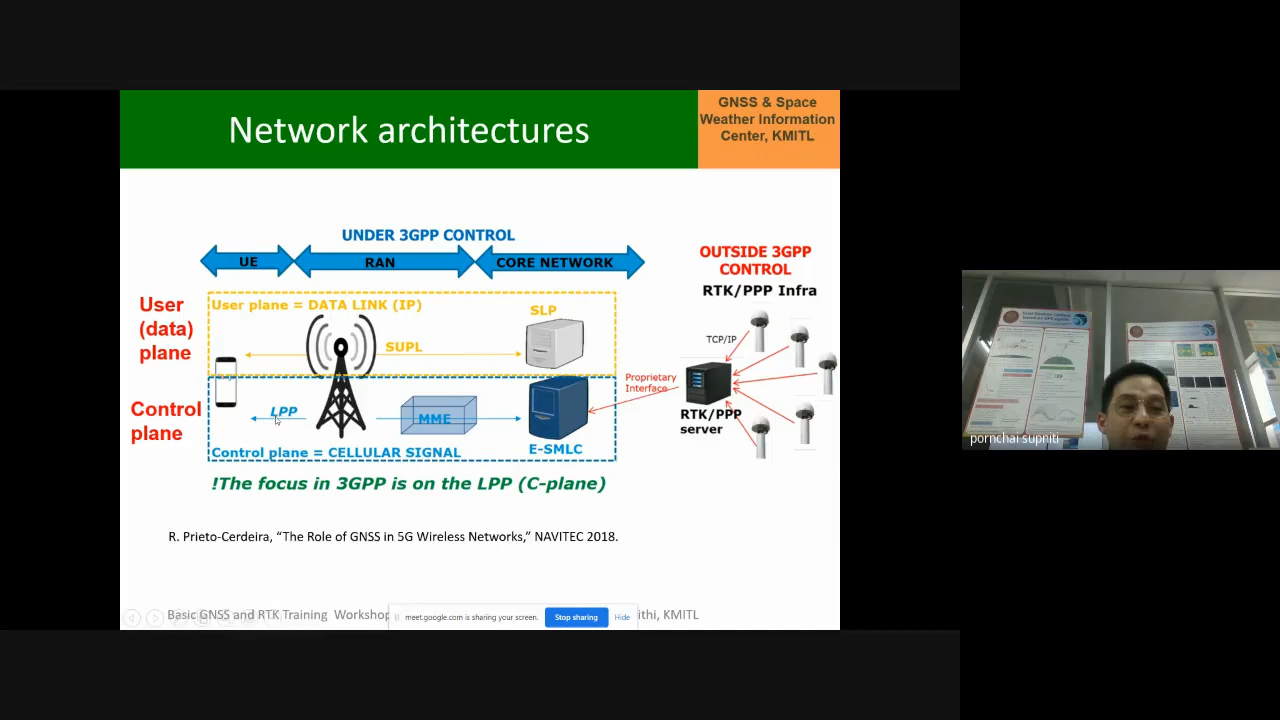 Network architectures
GNSS & Space
Weather Information
Center, KMITL
UNDER 3GPP CONTROL
UE
RAN
CORE NETWORK
OUTSIDE 3GPP
CONTROL
RTK/PPP Infra
User
(data)
plane
User plane = DATA LINK (IP)
SLP
SUPL
TCP/IP
Proprietary
Interface
RTK/PPP
server
Control
plane
LPP
MME
Control plane = CELLULAR SIGNAL
E-SMLC
!The focus in 3GPP is on the LPP (C-plane)
R. Prieto-Cerdeira, “The Role of GNSS in 5G Wireless Networks,” NAVITEC 2018.
Basic GNSS and RTK Training Workshop
meet.google.com is sharing your screen.
Stop sharing
Hide
ithi, KMITL
pornchai supniti